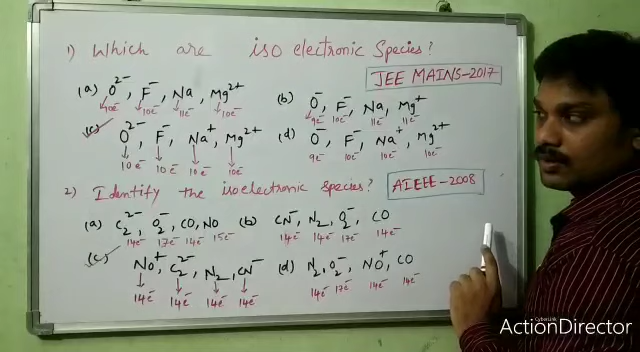 1) Which are iso electronic Species?
JEE MAINS-2017
(a) O²⁻, F⁻, Na, Mg²⁺ (b) O⁻, F⁻, Na, Mg⁺
10e⁻ 10e⁻ 11e⁻ 10e⁻ 9e⁻ 10e⁻ 11e⁻ 11e⁻
(c) O²⁻, F⁻, Na⁺, Mg²⁺ (d) O⁻, F⁻, Na⁺, Mg²⁺
10e⁻ 10e⁻ 10e⁻ 10e⁻ 9e⁻ 10e⁻ 10e⁻ 10e⁻
2) Identify the isoelectronic species? AIEEE-2008
(a) C₂²⁻, O₂⁻, CO, NO (b) CN⁻, N₂, O₂⁻, CO
14e⁻ 17e⁻ 14e⁻ 15e⁻ 14e⁻ 14e⁻ 17e⁻ 14e⁻
(c) NO⁺, C₂²⁻, N₂, CN⁻ (d) N₂, O₂⁻, NO⁺, CO
14e⁻ 14e⁻ 14e⁻ 14e⁻ 14e⁻ 17e⁻ 14e⁻ 14e⁻
CyberLink
ActionDirector